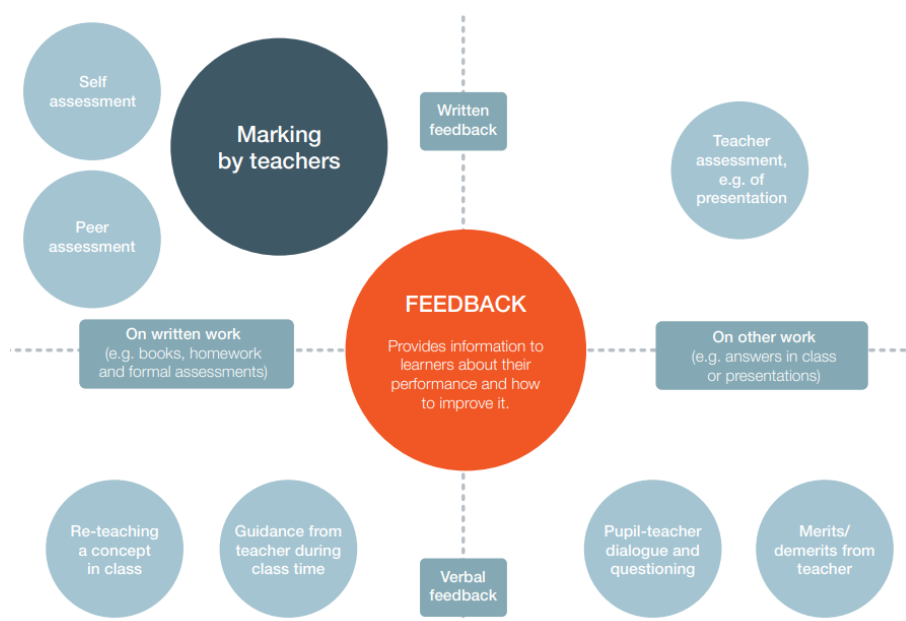 Self
assessment
Marking
by teachers
Written
feedback
Teacher
assessment,
e.g. of
presentation
Peer
assessment
FEEDBACK
Provides information to
learners about their
performance and how
to improve it.
On written work
(e.g. books, homework
and formal assessments)
On other work
(e.g. answers in class
or presentations)
Re-teaching
a concept
in class
Guidance from
teacher during
class time
Verbal
feedback
Pupil-teacher
dialogue and
questioning
Merits/
demerits from
teacher